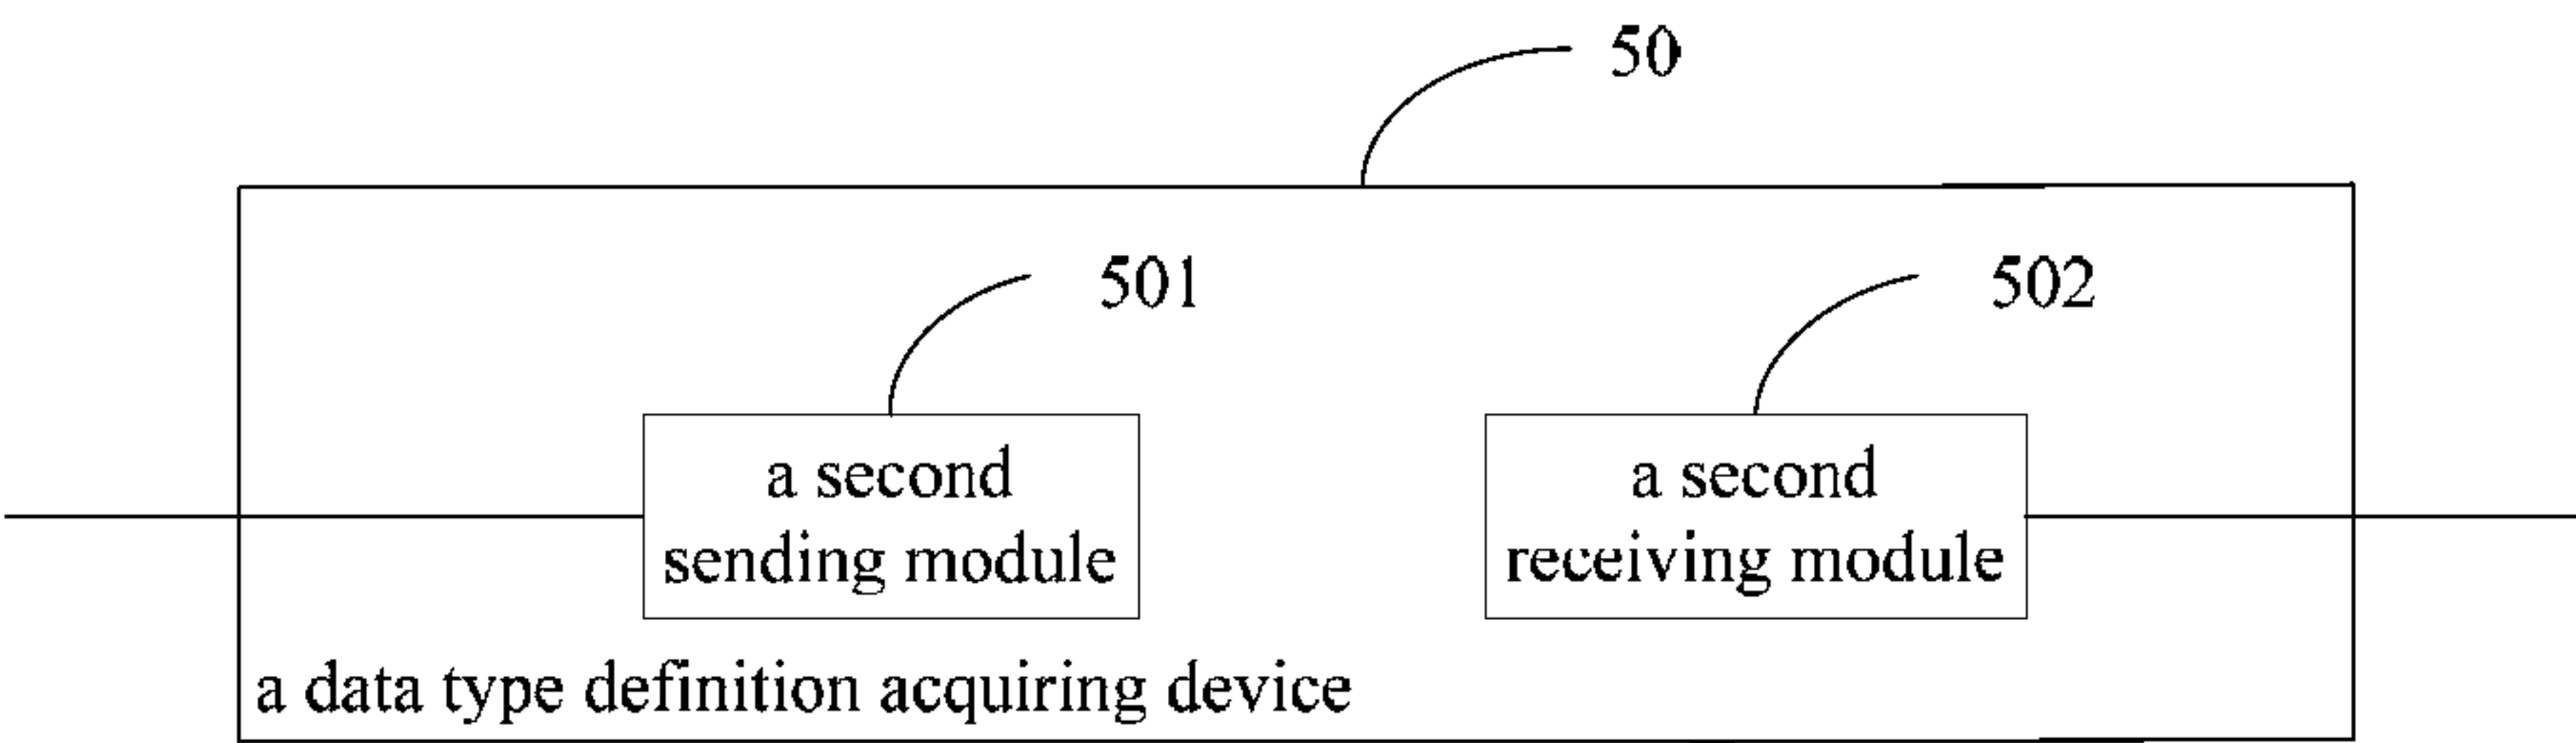 50
501
502
a second
sending module
a second
receiving module
a data type definition acquiring device